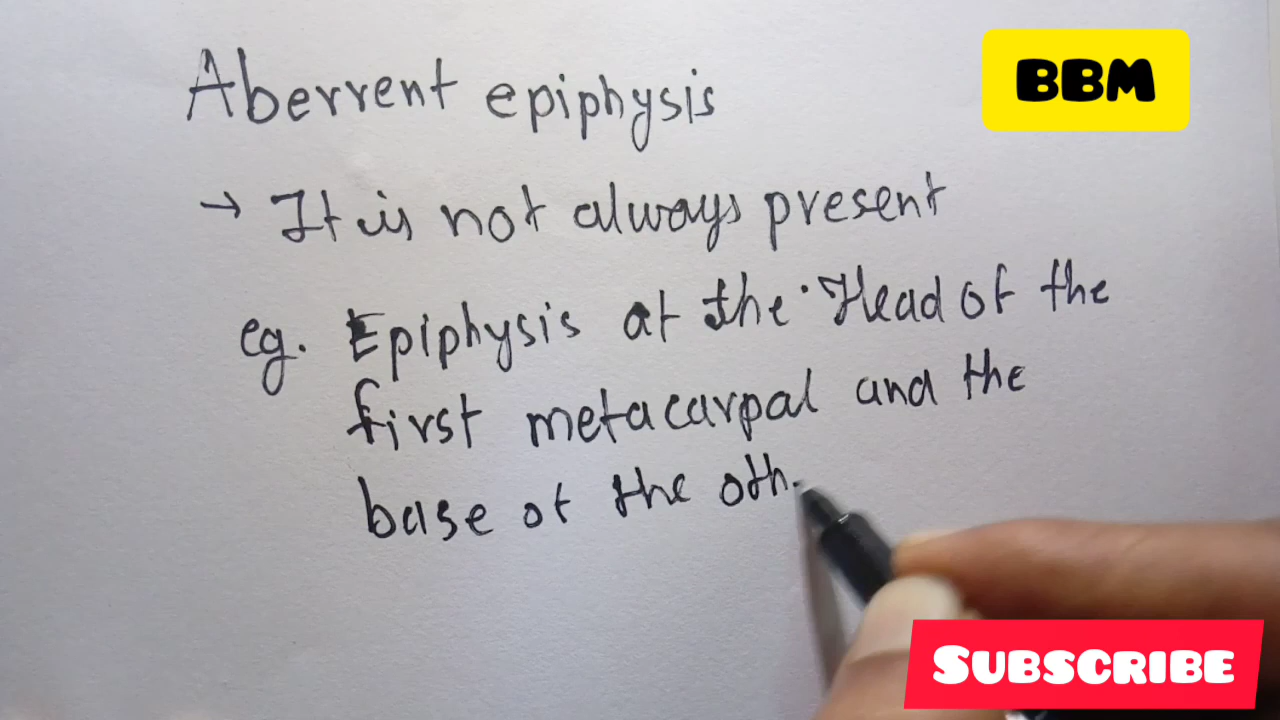 Aberrent epiphysis
BBM
→ It is not always present
eg. Epiphysis at the Head of the
first metacarpal and the
base of the oth
SUBSCRIBE